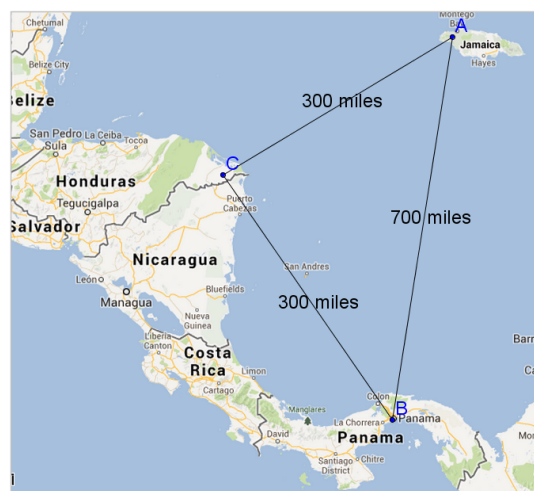 Chetumal
Montego
Bay
A
Jamaica
Hayes
Belize City
Belize
300 miles
San Pedro
Sula
La Ceiba
Tocoa
C
Honduras
Tegucigalpa
Salvador
Puerto
Cabezas
700 miles
Nicaragua
San Andres
León
Managua
Bluefields
300 miles
Nueva
Guinea
Liberia
Canton
Costa
Rica
Limon
Cartago
Barr
Ca
Colon
B
Manglares
La Chorrera
Panama
David
Panama
Chitre
Santiago
District
Mon